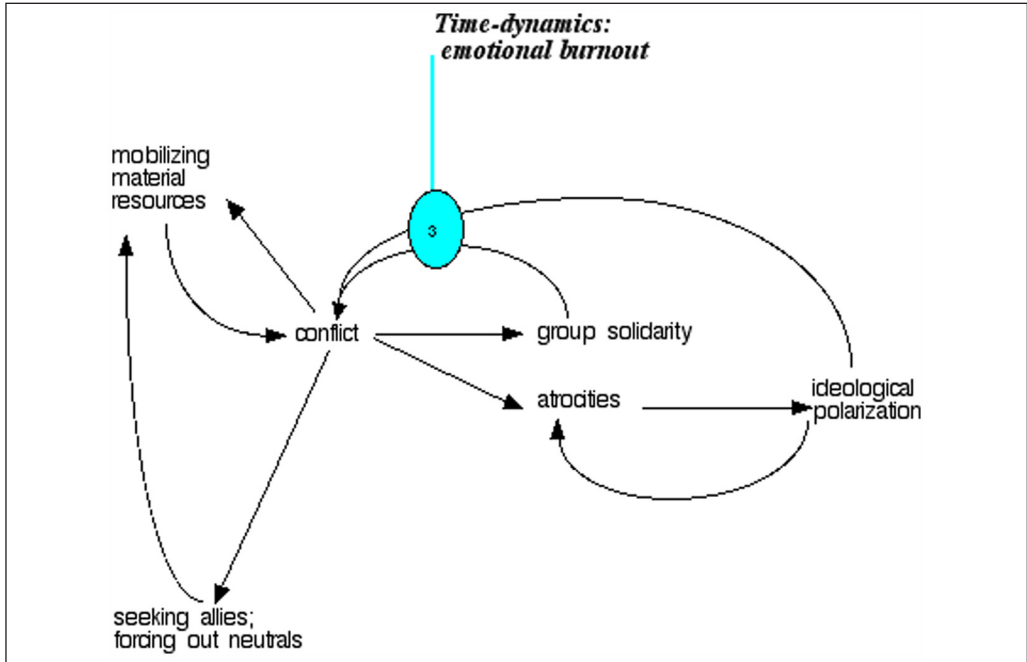 Time-dynamics:
emotional burnout
mobilizing
material
resources
3
conflict
group solidarity
atrocities
ideological
polarization
seeking allies;
forcing out neutrals